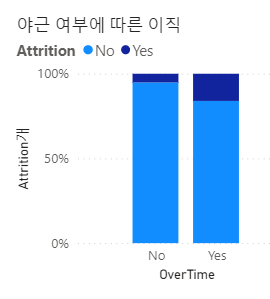 야근 여부에 따른 이직
Attrition No Yes
100%
50%
0%
Attrition개
No Yes
OverTime